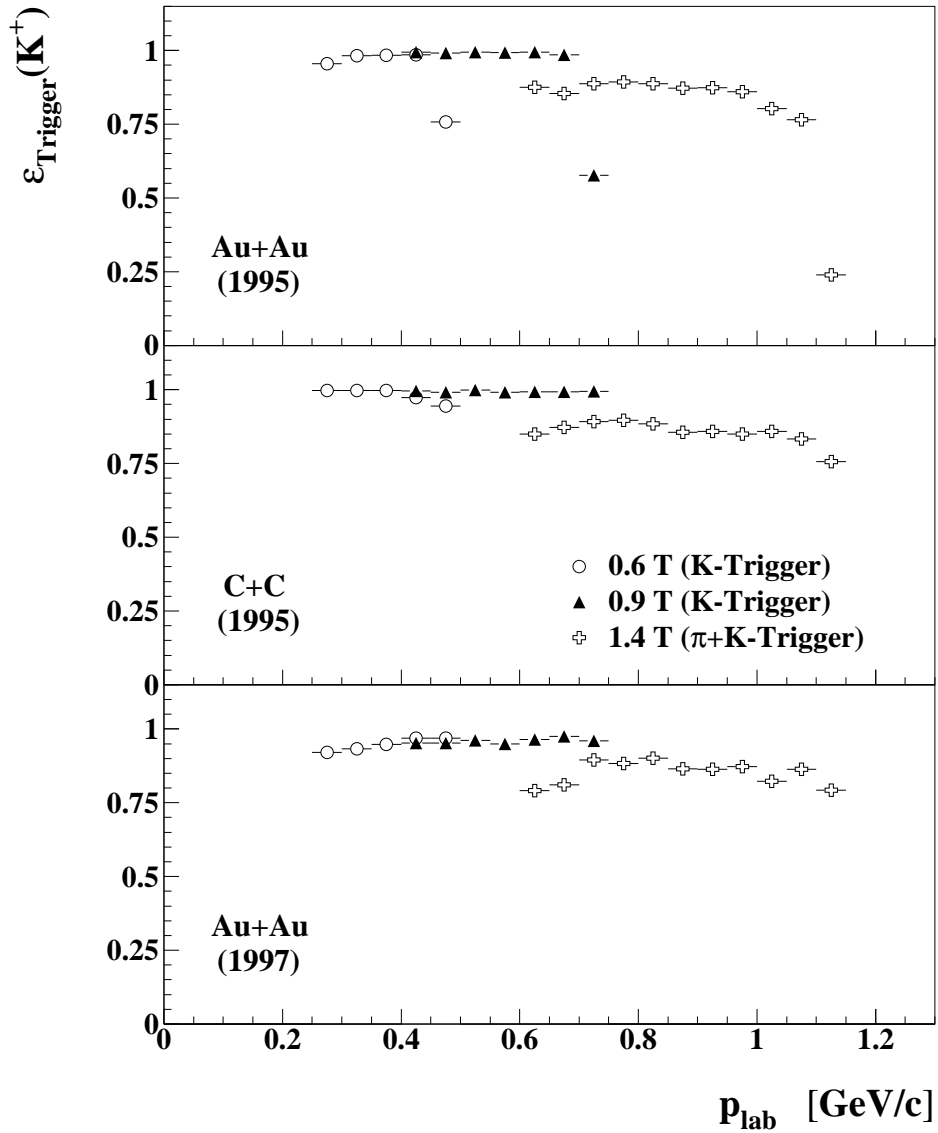 ε_Trigger(K⁺)
1
0.75
0.5
0.25
0
Au+Au
(1995)
1
0.75
0.5
0.25
0
C+C
(1995)
0.6 T (K-Trigger)
0.9 T (K-Trigger)
1.4 T (π+K-Trigger)
1
0.75
0.5
0.25
0
Au+Au
(1997)
0 0.2 0.4 0.6 0.8 1 1.2
p_lab [GeV/c]